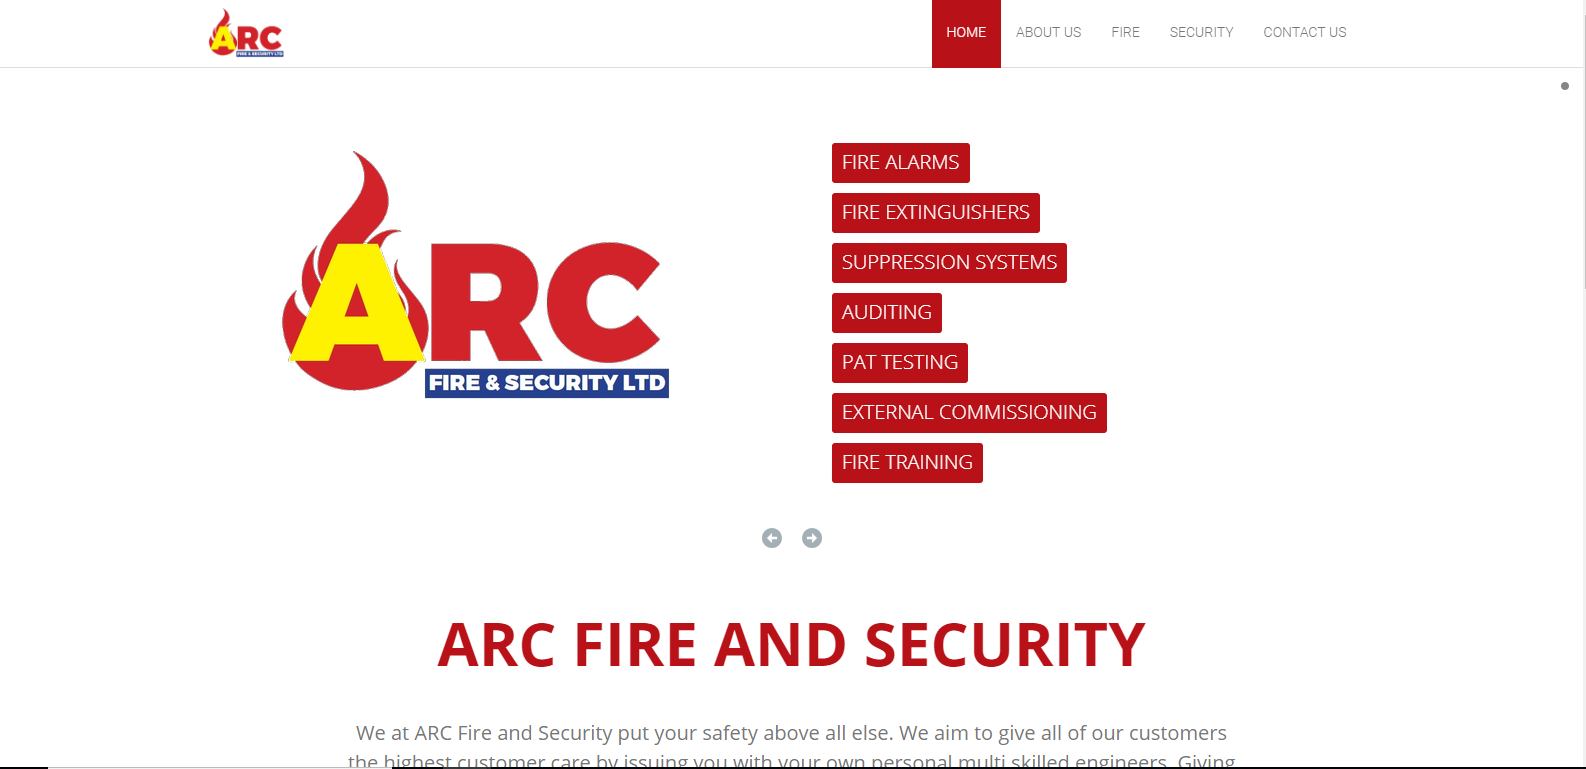 ARC
FIRE & SECURITY LTD
HOME
ABOUT US
FIRE
SECURITY
CONTACT US
ARC
FIRE & SECURITY LTD
FIRE ALARMS
FIRE EXTINGUISHERS
SUPPRESSION SYSTEMS
AUDITING
PAT TESTING
EXTERNAL COMMISSIONING
FIRE TRAINING
ARC FIRE AND SECURITY
We at ARC Fire and Security put your safety above all else. We aim to give all of our customers
the highest customer care by issuing you with your own personal multi skilled engineers. Giving